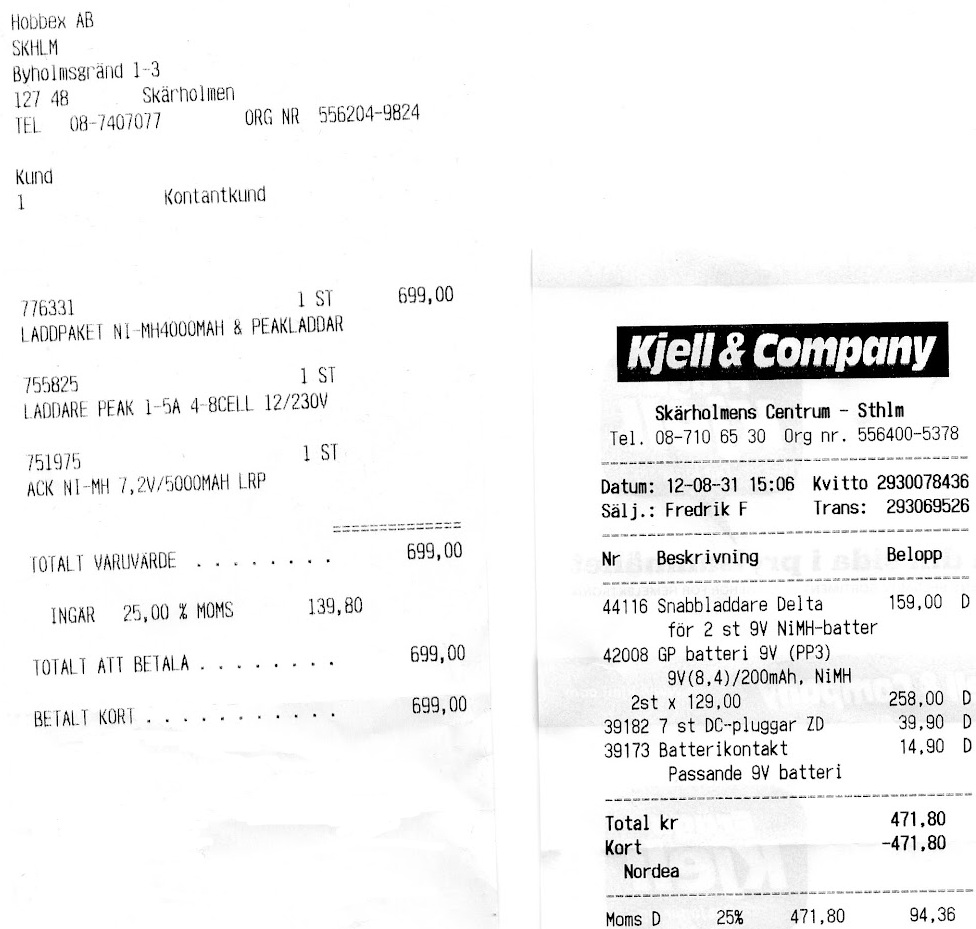 Hobbex AB
SKHLM
Byholmsgränd 1-3
127 48 Skärholmen
TEL 08-7407077 ORG NR 556204-9824
Kund
1 Kontantkund
776331 1 ST 699,00
LADDPAKET NI-MH4000MAH & PEAKLADDAR
755825 1 ST
LADDARE PEAK 1-5A 4-8CELL 12/230V
751975 1 ST
ACK NI-MH 7,2V/5000MAH LRP
==============
TOTALT VARUVÄRDE . . . . . . . . 699,00
INGÅR 25,00 % MOMS 139,80
TOTALT ATT BETALA . . . . . . . . 699,00
BETALT KORT . . . . . . . . . . . 699,00
Kjell & Company
Skärholmens Centrum - Sthlm
Tel. 08-710 65 30 Org nr. 556400-5378
Datum: 12-08-31 15:06 Kvitto 2930078436
Sälj.: Fredrik F Trans: 293069526
Nr Beskrivning Belopp
44116 Snabbladdare Delta 159,00 D
för 2 st 9V NiMH-batter
42008 GP batteri 9V (PP3)
9V(8,4)/200mAh, NiMH
2st x 129,00 258,00 D
39182 7 st DC-pluggar ZD 39,90 D
39173 Batterikontakt 14,90 D
Passande 9V batteri
Total kr 471,80
Kort -471,80
Nordea
Moms D 25% 471,80 94,36